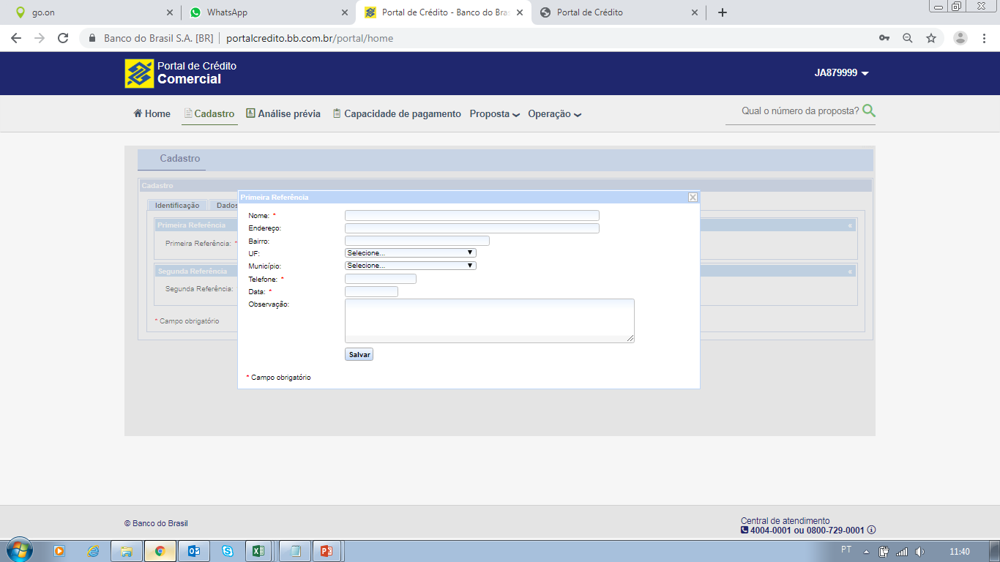 go.on
WhatsApp
Portal de Crédito - Banco do Bras
Portal de Crédito
Banco do Brasil S.A. [BR] portalcredito.bb.com.br/portal/home
Portal de Crédito
Comercial
JA879999
Home Cadastro Análise prévia Capacidade de pagamento Proposta Operação
Qual o número da proposta?
Cadastro
Cadastro
Identificação Dados
Primeira Referência
Primeira Referência: *
Segunda Referência
Segunda Referência:
* Campo obrigatório
Primeira Referência
Nome: *
Endereço:
Bairro:
UF: Selecione...
Município: Selecione...
Telefone: *
Data: *
Observação:
Salvar
* Campo obrigatório
© Banco do Brasil
Central de atendimento
4004-0001 ou 0800-729-0001
PT
11:40